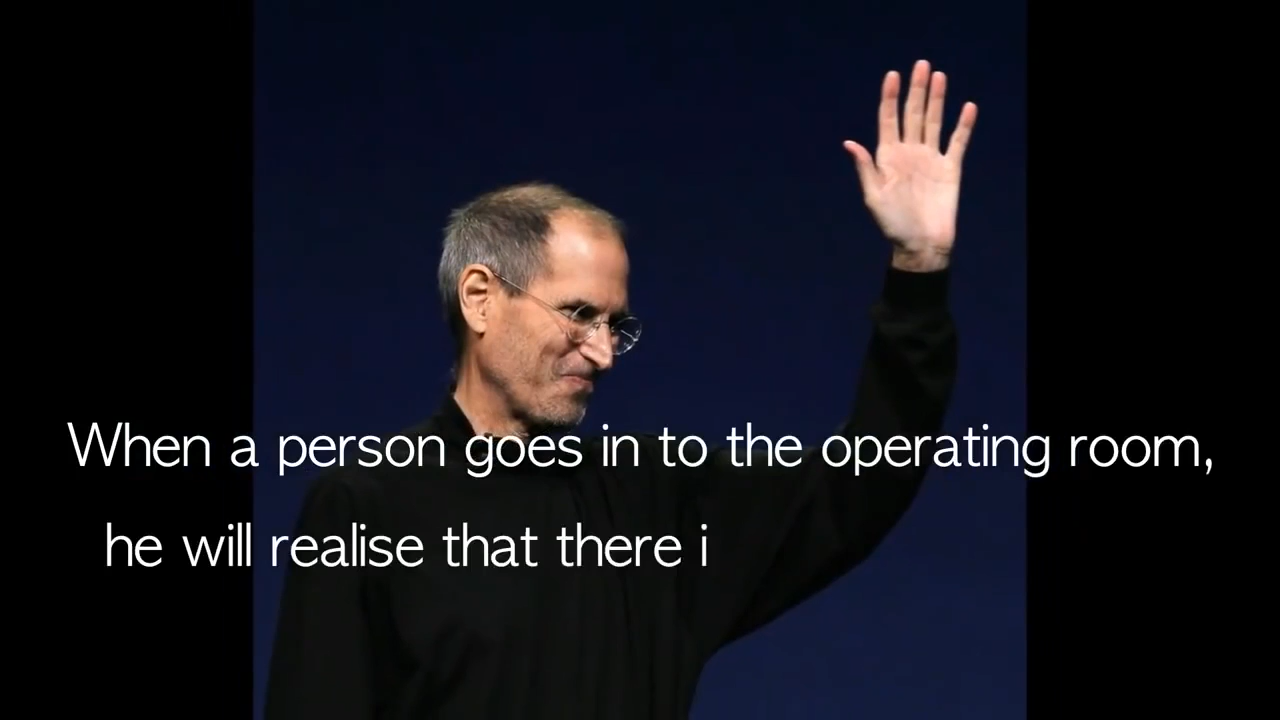 When a person goes in to the operating room,
he will realise that there i